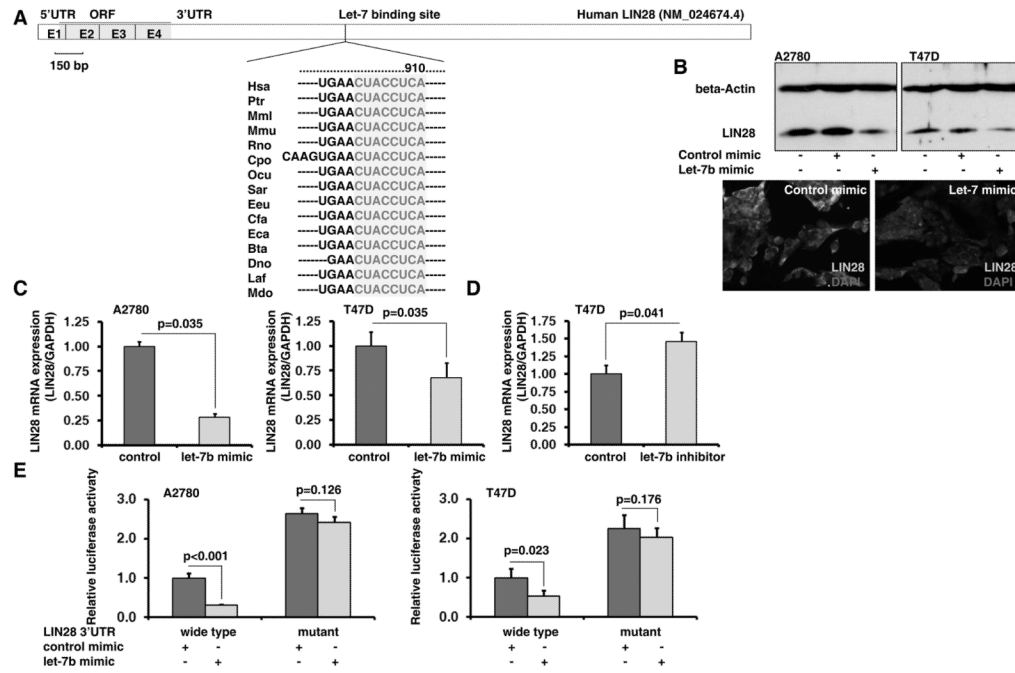 A
5'UTR ORF 3'UTR Let-7 binding site Human LIN28 (NM_024674.4)
E1 E2 E3 E4
150 bp
910
Hsa -----UGAACUACCUCA-----
Ptr -----UGAACUACCUCA-----
Mml -----UGAACUACCUCA-----
Mmu -----UGAACUACCUCA-----
Rno -----UGAACUACCUCA-----
Cpo CAAGUGAACUACCUCA-----
Ocu -----UGAACUACCUCA-----
Sar -----UGAACUACCUCA-----
Eeu -----UGAACUACCUCA-----
Cfa -----UGAACUACCUCA-----
Eca -----UGAACUACCUCA-----
Bta -----UGAACUACCUCA-----
Dno -------GAACUACCUCA-----
Laf -----UGAACUACCUCA-----
Mdo -----UGAACUACCUCA-----
B
A2780 T47D
beta-Actin
LIN28
Control mimic - + - - + -
Let-7b mimic - - + - - +
Control mimic Let-7 mimic
LIN28 LIN28
DAPI DAPI
C
A2780
p=0.035
LIN28 mRNA expression
(LIN28/GAPDH)
1.25
1.00
0.75
0.50
0.25
0.00
control let-7b mimic
T47D
p=0.035
LIN28 mRNA expression
(LIN28/GAPDH)
1.25
1.00
0.75
0.50
0.25
0.00
control let-7b mimic
D
T47D
p=0.041
LIN28 mRNA expression
(LIN28/GAPDH)
1.75
1.50
1.25
1.00
0.75
0.50
0.25
0.00
control let-7b inhibitor
E
A2780
Relative luciferase activaty
3.0
2.0
1.0
0.0
p<0.001
p=0.126
T47D
Relative luciferase activaty
3.0
2.0
1.0
0.0
p=0.023
p=0.176
LIN28 3'UTR wide type mutant wide type mutant
control mimic + - + - + - + -
let-7b mimic - + - + - + - +